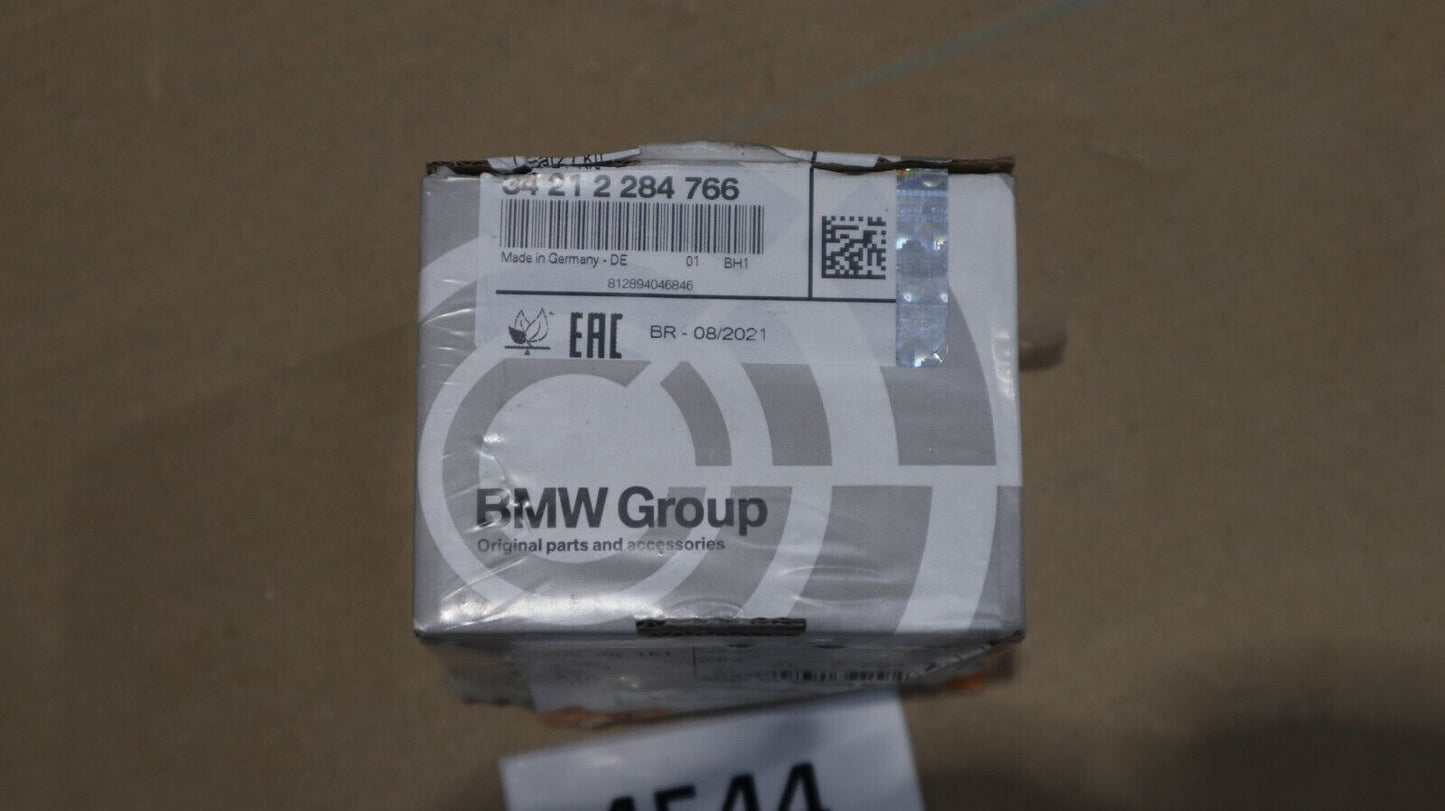 34 21 2 284 766
Made in Germany - DE 01 BH1
812894046846
EAC BR - 08/2021
BMW Group
Original parts and accessories
4544